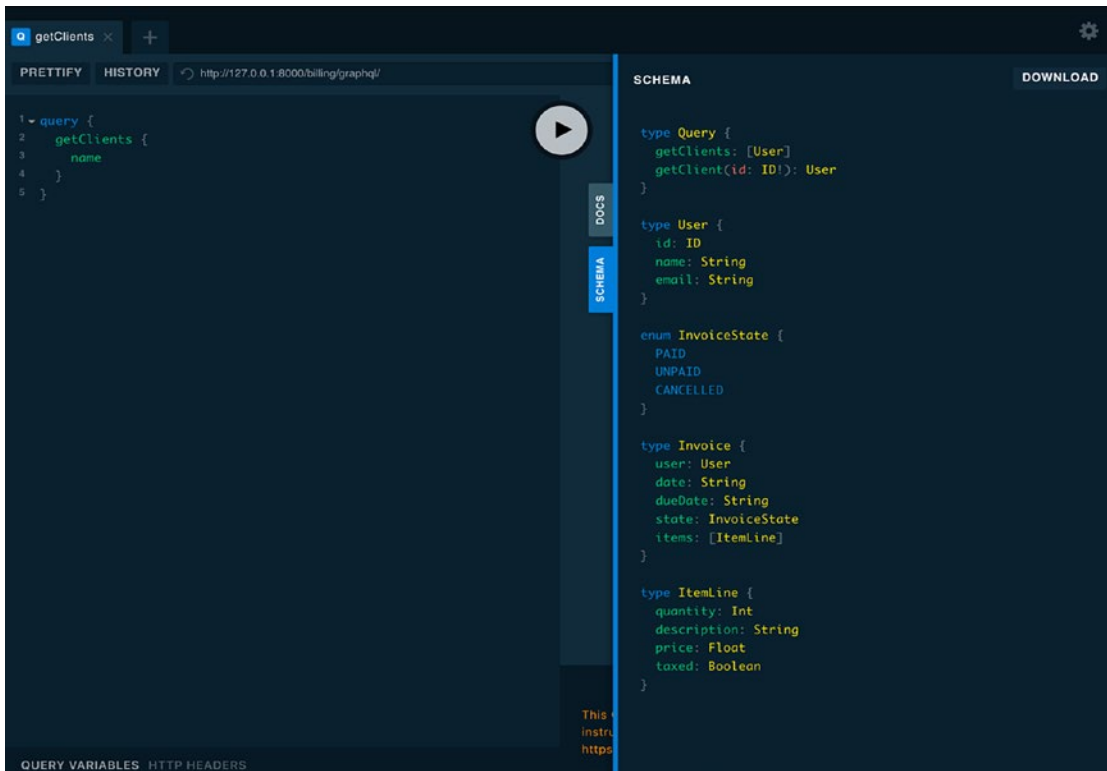 Q getClients × +
PRETTIFY HISTORY http://127.0.0.1:8000/billing/graphql/
1 query {
2 getClients {
3 name
4 }
5 }
DOCS
SCHEMA
SCHEMA DOWNLOAD
type Query {
getClients: [User]
getClient(id: ID!): User
}
type User {
id: ID
name: String
email: String
}
enum InvoiceState {
PAID
UNPAID
CANCELLED
}
type Invoice {
user: User
date: String
dueDate: String
state: InvoiceState
items: [ItemLine]
}
type ItemLine {
quantity: Int
description: String
price: Float
taxed: Boolean
}
This
instru
https
QUERY VARIABLES HTTP HEADERS